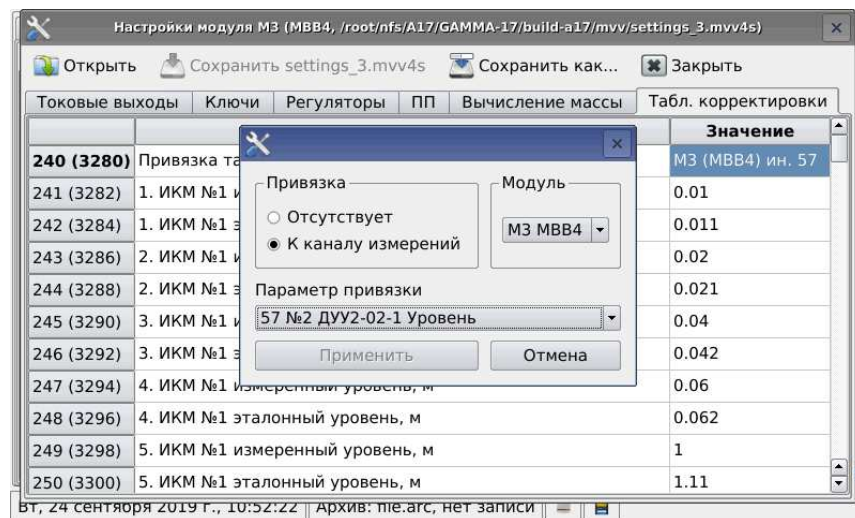 Настройки модуля М3 (МВВ4, /root/nfs/A17/GAMMA-17/build-a17/mvv/settings_3.mvv4s)
Открыть Сохранить settings_3.mvv4s Сохранить как... Закрыть
Токовые выходы Ключи Регуляторы ПП Вычисление массы Табл. корректировки
Значение
240 (3280) Привязка М3 (МВВ4) ин. 57
241 (3282) 1. ИКМ №1 0.01
242 (3284) 1. ИКМ №1 0.011
243 (3286) 2. ИКМ №1 0.02
244 (3288) 2. ИКМ №1 0.021
245 (3290) 3. ИКМ №1 0.04
246 (3292) 3. ИКМ №1 0.042
247 (3294) 4. ИКМ №1 измеренный уровень, м 0.06
248 (3296) 4. ИКМ №1 эталонный уровень, м 0.062
249 (3298) 5. ИКМ №1 измеренный уровень, м 1
250 (3300) 5. ИКМ №1 эталонный уровень, м 1.11
Привязка
Отсутствует
К каналу измерений
Модуль
М3 МВВ4
Параметр привязки
57 №2 ДУУ2-02-1 Уровень
Применить Отмена
Вт, 24 сентября 2019 г., 10:52:22 Архив: file.arc, нет записи